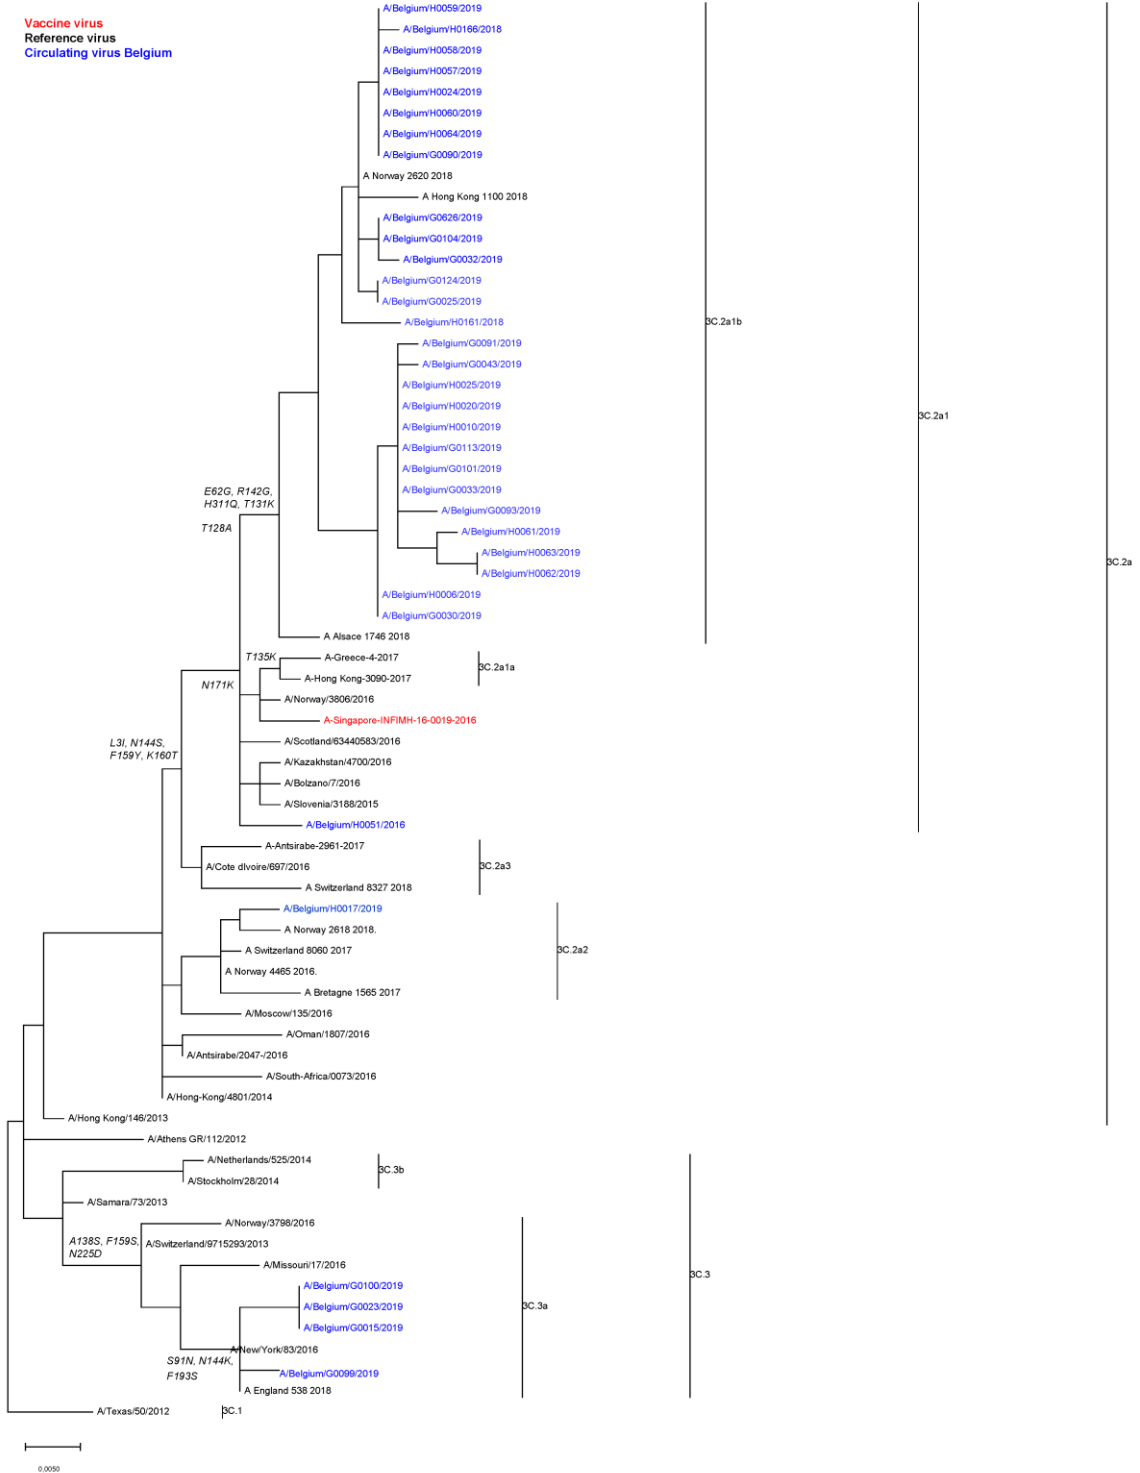 Vaccine virus
Reference virus
Circulating virus Belgium
A/Belgium/H0059/2019
A/Belgium/H0166/2018
A/Belgium/H0058/2019
A/Belgium/H0057/2019
A/Belgium/H0024/2019
A/Belgium/H0060/2019
A/Belgium/H0064/2019
A/Belgium/G0090/2019
A Norway 2620 2018
A Hong Kong 1100 2018
A/Belgium/G0626/2019
A/Belgium/G0104/2019
A/Belgium/G0032/2019
A/Belgium/G0124/2019
A/Belgium/G0025/2019
A/Belgium/H0161/2018
3C.2a1b
A/Belgium/G0091/2019
A/Belgium/G0043/2019
A/Belgium/H0025/2019
A/Belgium/H0020/2019
3C.2a1
A/Belgium/H0010/2019
A/Belgium/G0113/2019
A/Belgium/G0101/2019
A/Belgium/G0033/2019
E62G, R142G,
H311Q, T131K
A/Belgium/G0093/2019
T128A
A/Belgium/H0061/2019
A/Belgium/H0063/2019
3C.2a
A/Belgium/H0062/2019
A/Belgium/H0006/2019
A/Belgium/G0030/2019
A Alsace 1746 2018
T135K
A-Greece-4-2017
3C.2a1a
A-Hong Kong-3090-2017
N171K
A/Norway/3806/2016
A-Singapore-INFIMH-16-0019-2016
L3I, N144S,
F159Y, K160T
A/Scotland/63440583/2016
A/Kazakhstan/4700/2016
A/Bolzano/7/2016
A/Slovenia/3188/2015
A/Belgium/H0051/2016
A-Antsirabe-2961-2017
A/Cote dIvoire/697/2016
3C.2a3
A Switzerland 8327 2018
A/Belgium/H0017/2019
A Norway 2618 2018.
A Switzerland 8060 2017
3C.2a2
A Norway 4465 2016.
A Bretagne 1565 2017
A/Moscow/135/2016
A/Oman/1807/2016
A/Antsirabe/2047-/2016
A/South-Africa/0073/2016
A/Hong-Kong/4801/2014
A/Hong Kong/146/2013
A/Athens GR/112/2012
A/Netherlands/525/2014
3C.3b
A/Stockholm/28/2014
A/Samara/73/2013
A/Norway/3798/2016
A138S, F159S,
N225D
A/Switzerland/9715293/2013
A/Missouri/17/2016
3C.3
A/Belgium/G0100/2019
A/Belgium/G0023/2019
3C.3a
A/Belgium/G0015/2019
A/New/York/83/2016
S91N, N144K,
F193S
A/Belgium/G0099/2019
A England 538 2018
A/Texas/50/2012
3C.1
0,0050